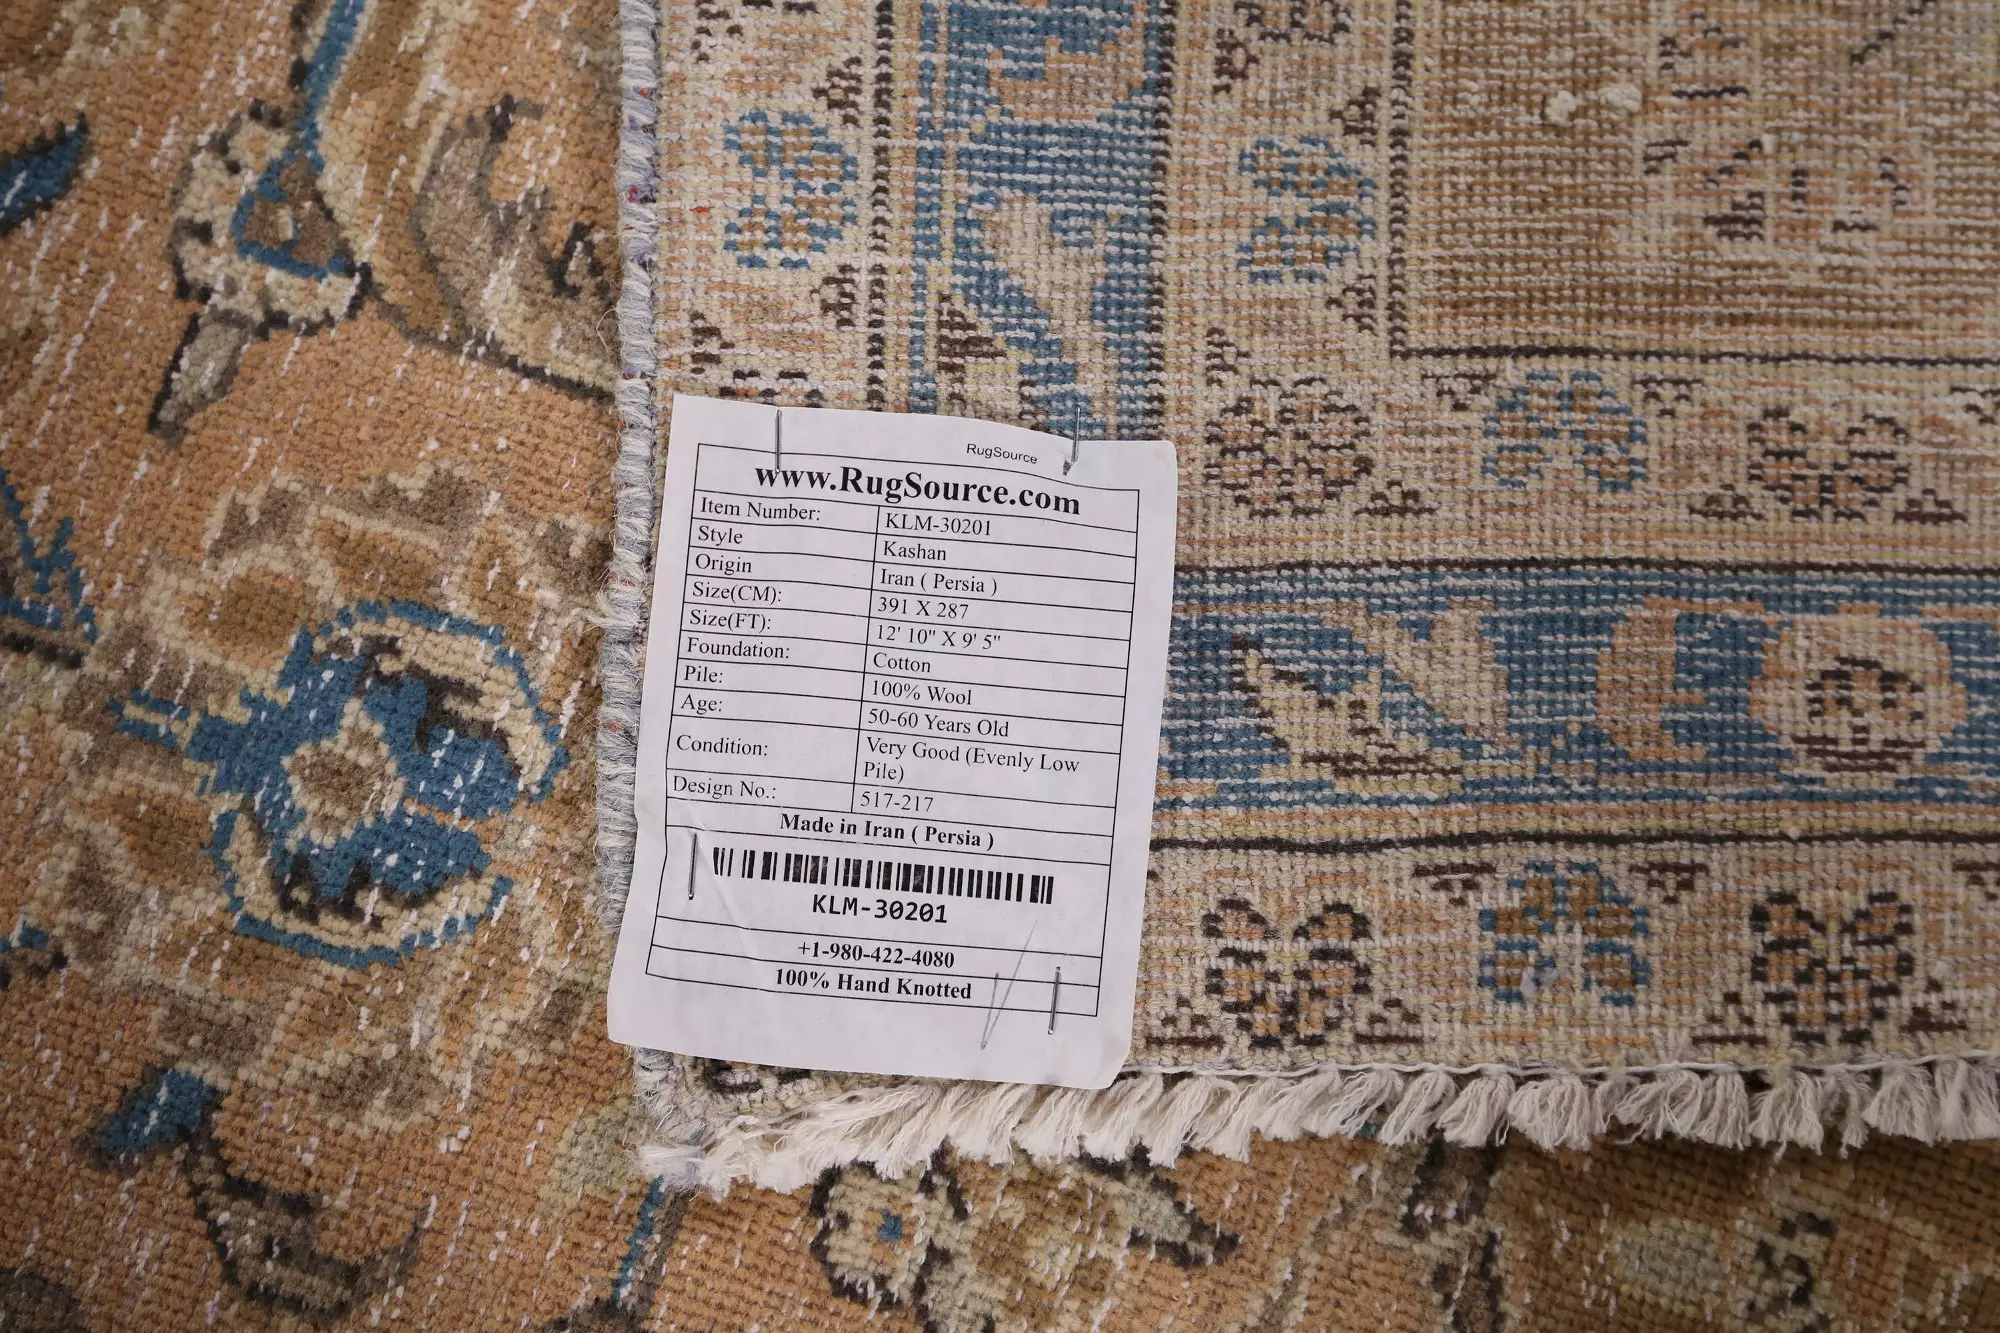 RugSource
www.RugSource.com
Item Number: KLM-30201
Style Kashan
Origin Iran ( Persia )
Size(CM): 391 X 287
Size(FT): 12' 10" X 9' 5"
Foundation: Cotton
Pile: 100% Wool
Age: 50-60 Years Old
Condition: Very Good (Evenly Low
Pile)
Design No.: 517-217
Made in Iran ( Persia )
KLM-30201
+1-980-422-4080
100% Hand Knotted